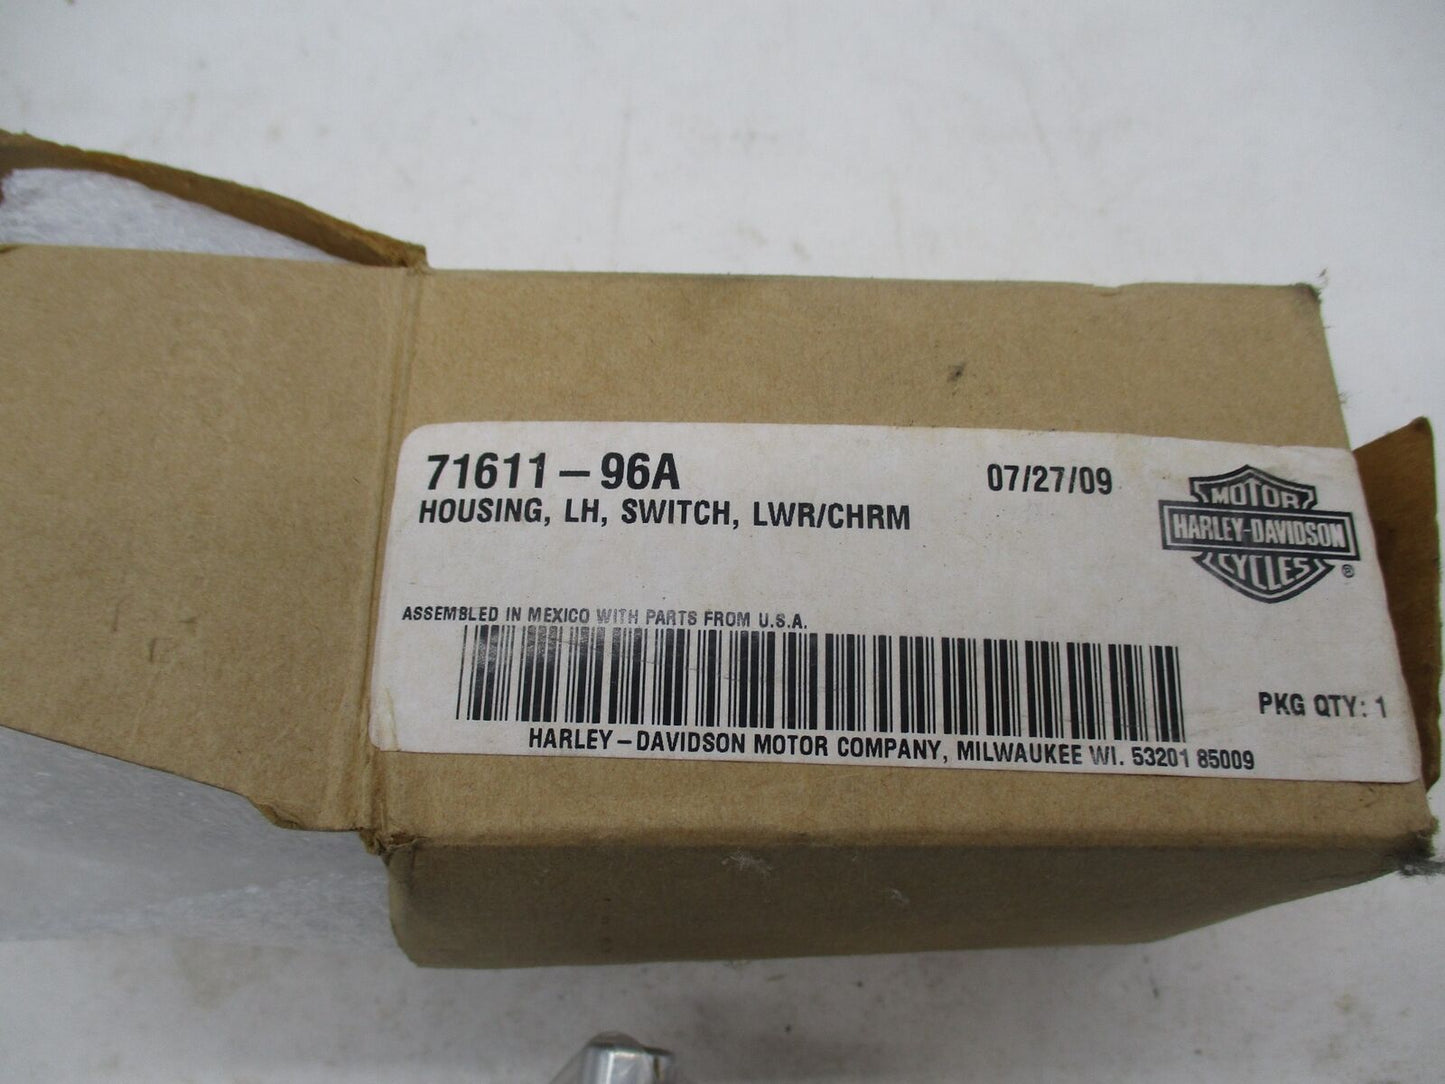 71611-96A
07/27/09
HOUSING, LH, SWITCH, LWR/CHRM
MOTOR
HARLEY-DAVIDSON
CYCLES
®
ASSEMBLED IN MEXICO WITH PARTS FROM U.S.A.
PKG QTY: 1
HARLEY-DAVIDSON MOTOR COMPANY, MILWAUKEE WI. 53201 85009